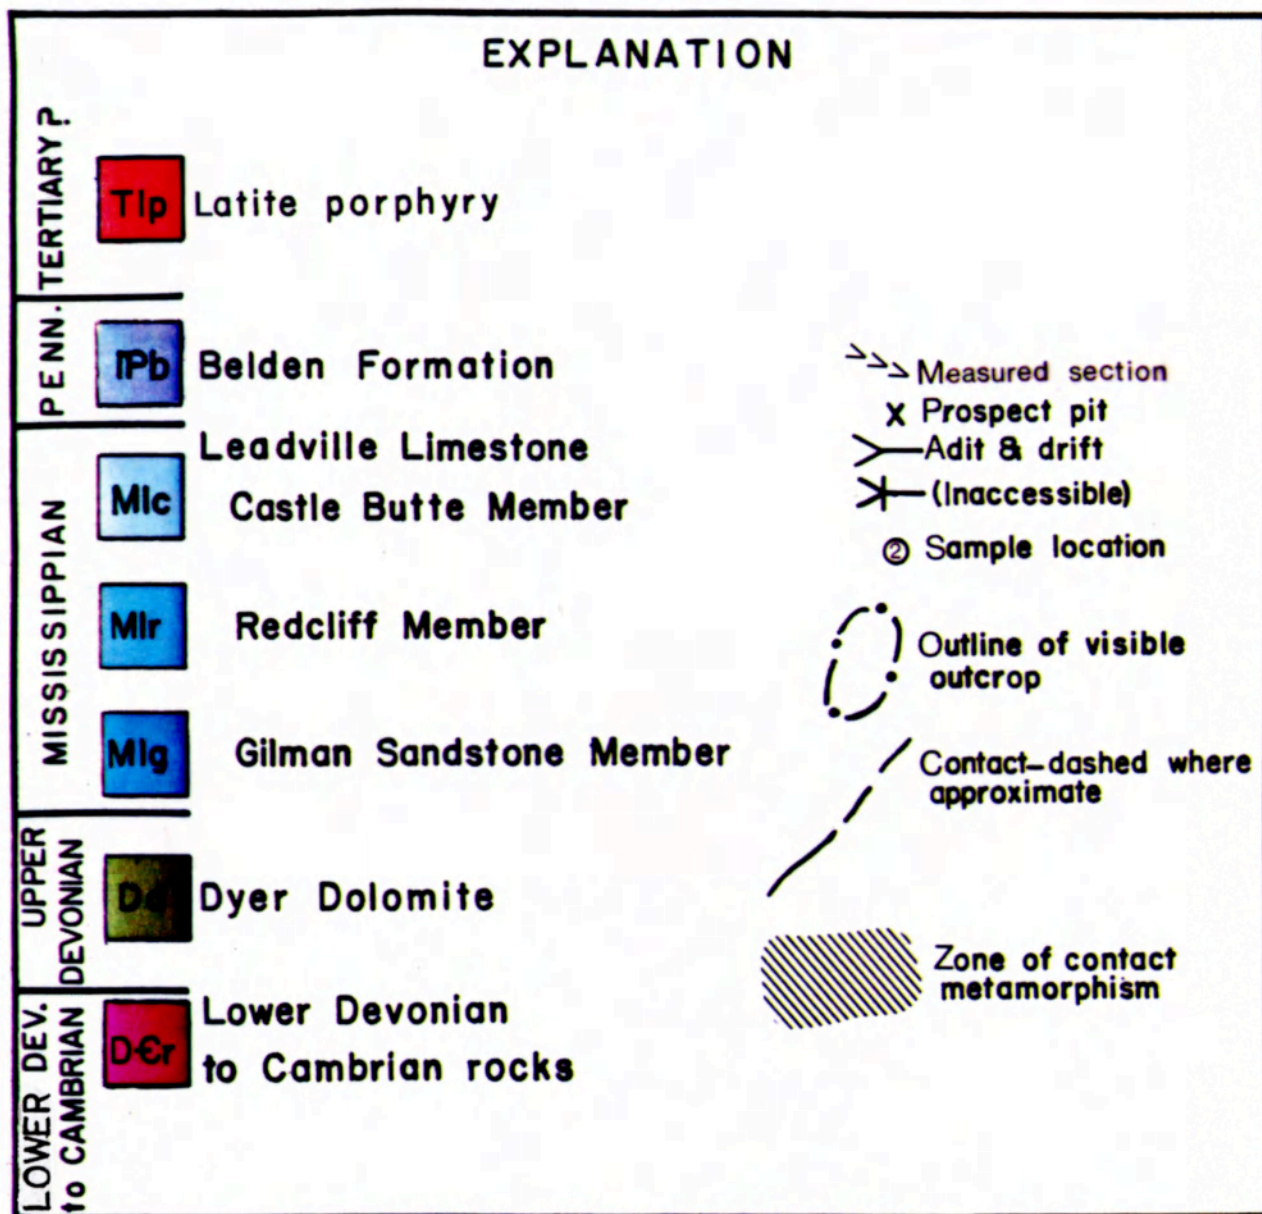 EXPLANATION
TERTIARY?
Tlp Latite porphyry
PENN.
ℙb Belden Formation
MISSISSIPPIAN
Leadville Limestone
Mlc Castle Butte Member
Mlr Redcliff Member
Mlg Gilman Sandstone Member
UPPER
DEVONIAN
Dd Dyer Dolomite
LOWER DEV.
to CAMBRIAN
Lower Devonian
D-Єr to Cambrian rocks
Measured section
x Prospect pit
Adit & drift
(Inaccessible)
② Sample location
Outline of visible
outcrop
Contact-dashed where
approximate
Zone of contact
metamorphism